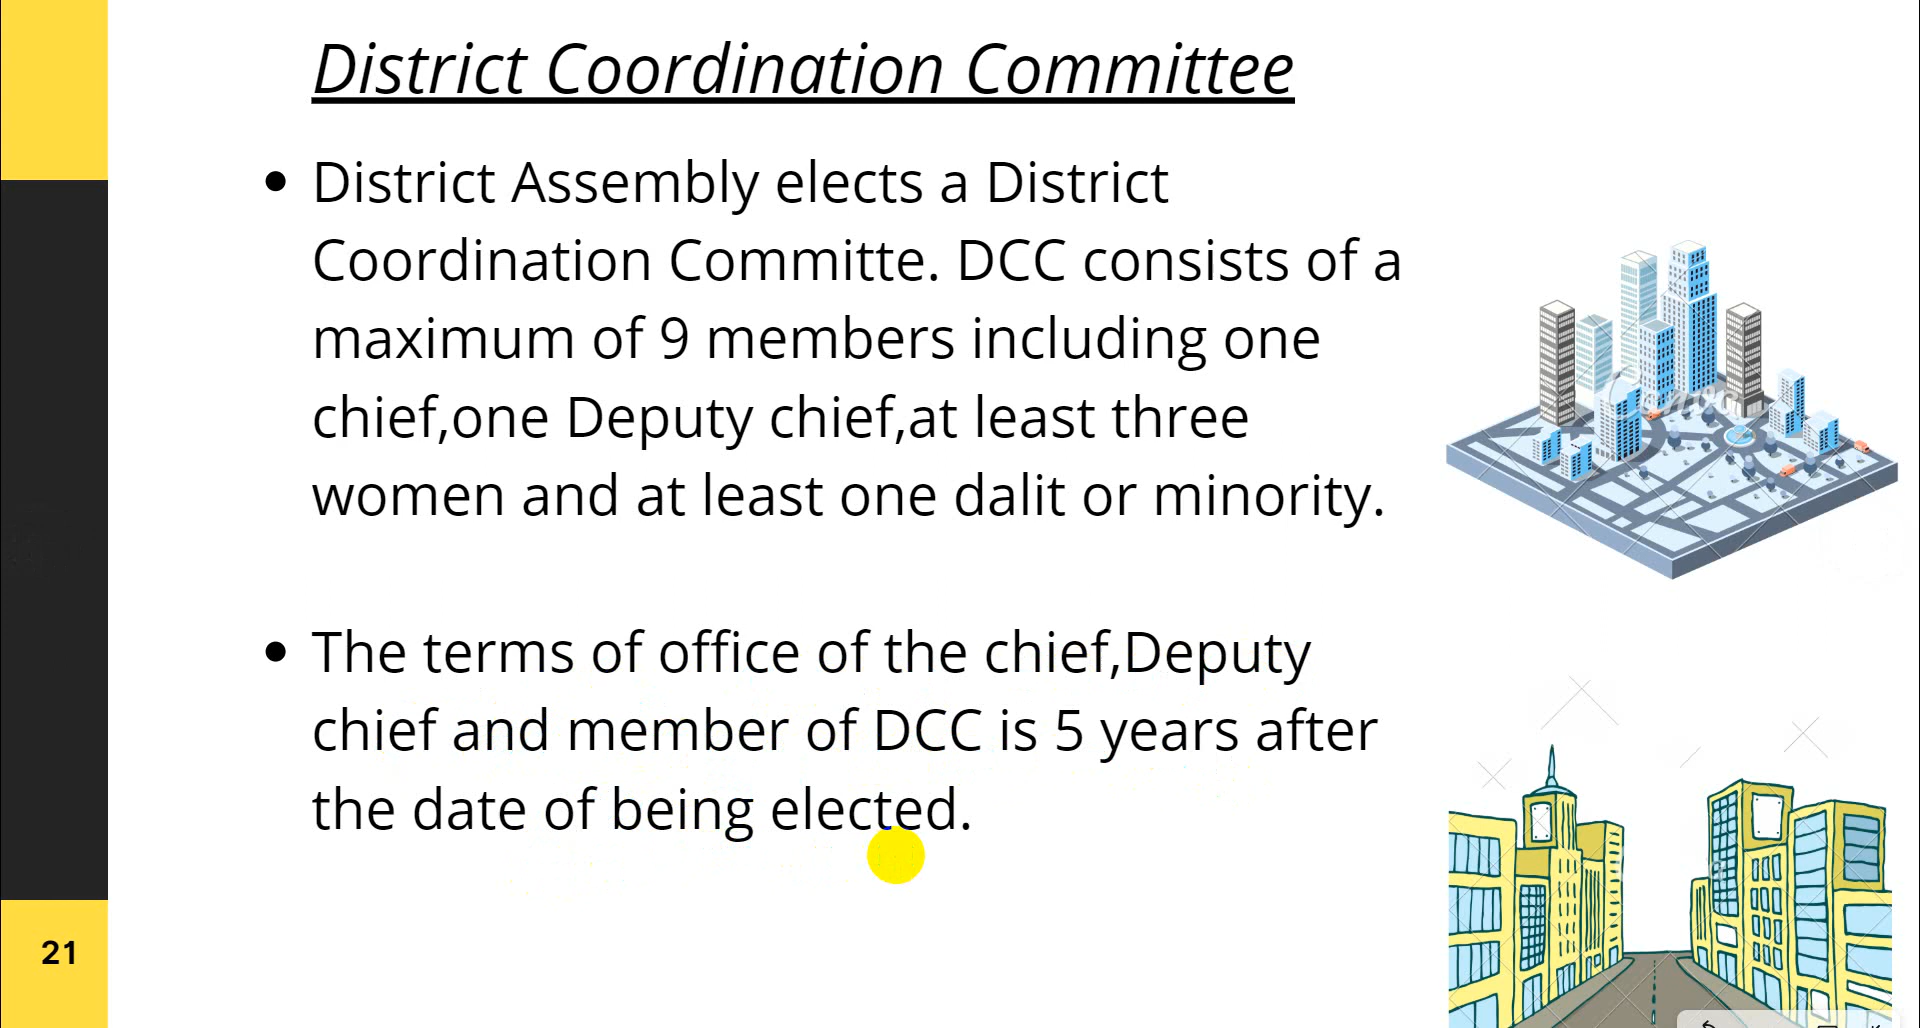 District Coordination Committee
• District Assembly elects a District
Coordination Committe. DCC consists of a
maximum of 9 members including one
chief,one Deputy chief,at least three
women and at least one dalit or minority.
• The terms of office of the chief,Deputy
chief and member of DCC is 5 years after
the date of being elected.
21